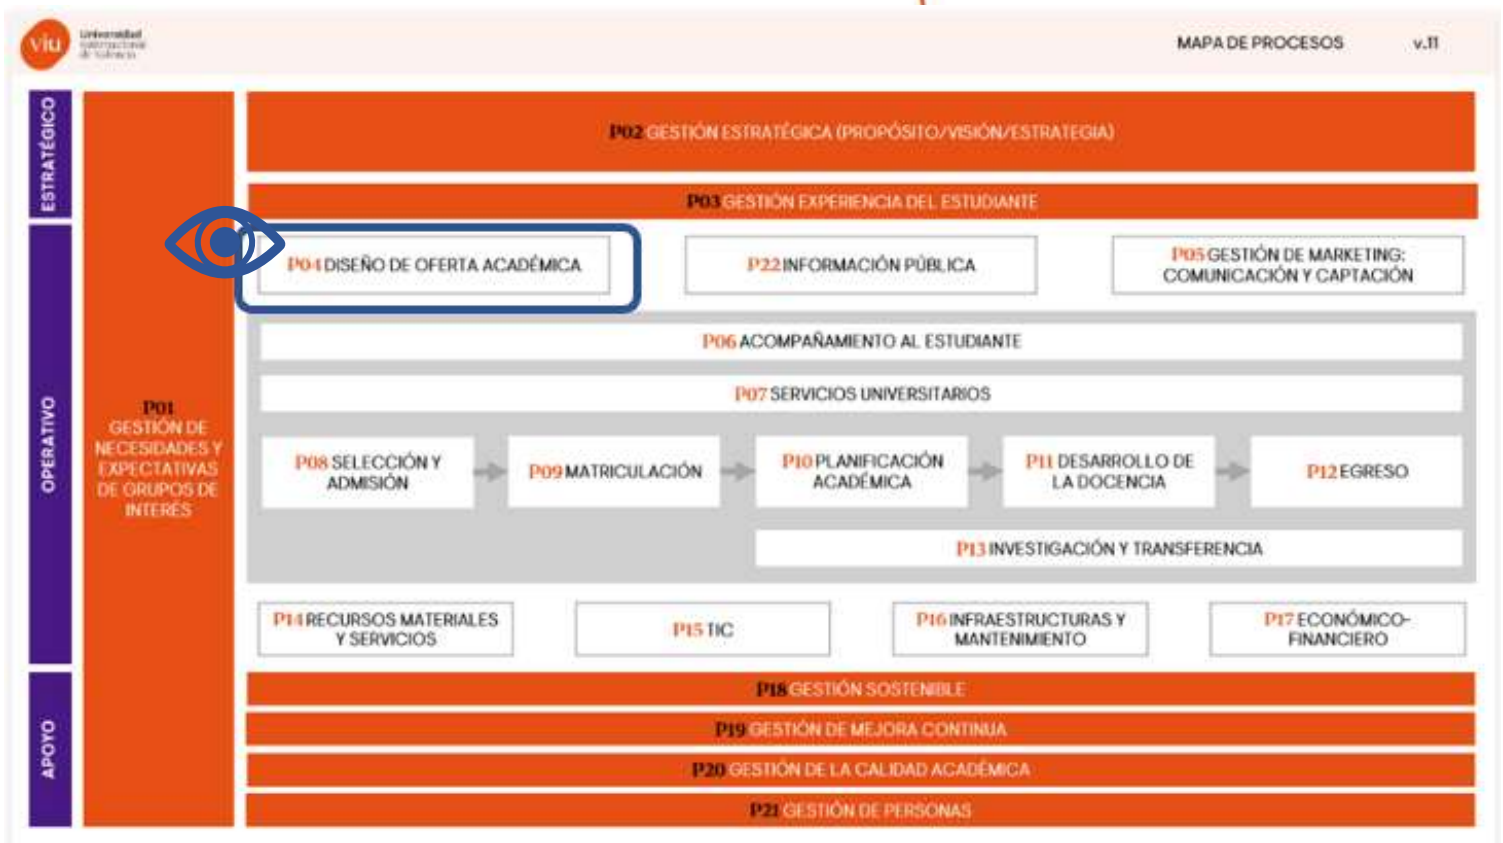 viu
Universidad
Internacional
de Valencia
MAPA DE PROCESOS v.11
ESTRATÉGICO
P02 GESTIÓN ESTRATÉGICA (PROPÓSITO/VISIÓN/ESTRATEGIA)
P03 GESTIÓN EXPERIENCIA DEL ESTUDIANTE
OPERATIVO
P01
GESTIÓN DE
NECESIDADES Y
EXPECTATIVAS
DE GRUPOS DE
INTERÉS
P04 DISEÑO DE OFERTA ACADÉMICA
P22 INFORMACIÓN PÚBLICA
P05 GESTIÓN DE MARKETING:
COMUNICACIÓN Y CAPTACIÓN
P06 ACOMPAÑAMIENTO AL ESTUDIANTE
P07 SERVICIOS UNIVERSITARIOS
P08 SELECCIÓN Y
ADMISIÓN
P09 MATRICULACIÓN
P10 PLANIFICACIÓN
ACADÉMICA
P11 DESARROLLO DE
LA DOCENCIA
P12 EGRESO
P13 INVESTIGACIÓN Y TRANSFERENCIA
P14 RECURSOS MATERIALES
Y SERVICIOS
P15 TIC
P16 INFRAESTRUCTURAS Y
MANTENIMIENTO
P17 ECONÓMICO-
FINANCIERO
APOYO
P18 GESTIÓN SOSTENIBLE
P19 GESTIÓN DE MEJORA CONTINUA
P20 GESTIÓN DE LA CALIDAD ACADÉMICA
P21 GESTIÓN DE PERSONAS